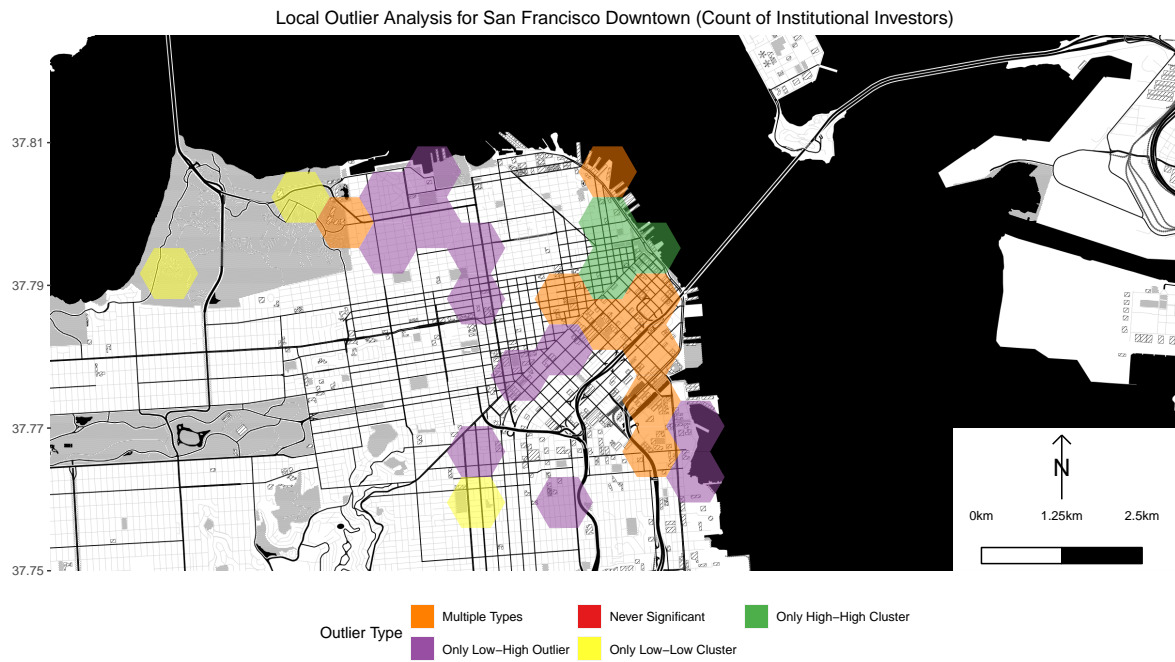 Local Outlier Analysis for San Francisco Downtown (Count of Institutional Investors)
37.81
37.79
37.77
37.75
N
0km 1.25km 2.5km
Outlier Type
Multiple Types Never Significant Only High−High Cluster
Only Low−High Outlier Only Low−Low Cluster